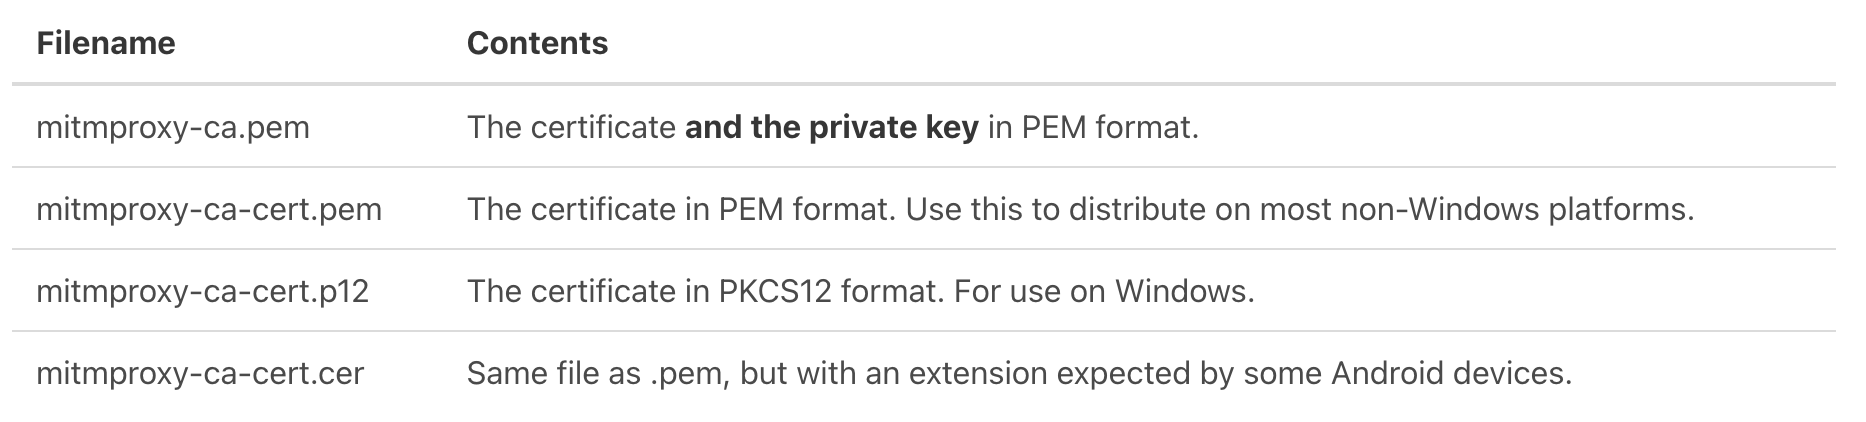 Filename Contents
mitmproxy-ca.pem The certificate and the private key in PEM format.
mitmproxy-ca-cert.pem The certificate in PEM format. Use this to distribute on most non-Windows platforms.
mitmproxy-ca-cert.p12 The certificate in PKCS12 format. For use on Windows.
mitmproxy-ca-cert.cer Same file as .pem, but with an extension expected by some Android devices.